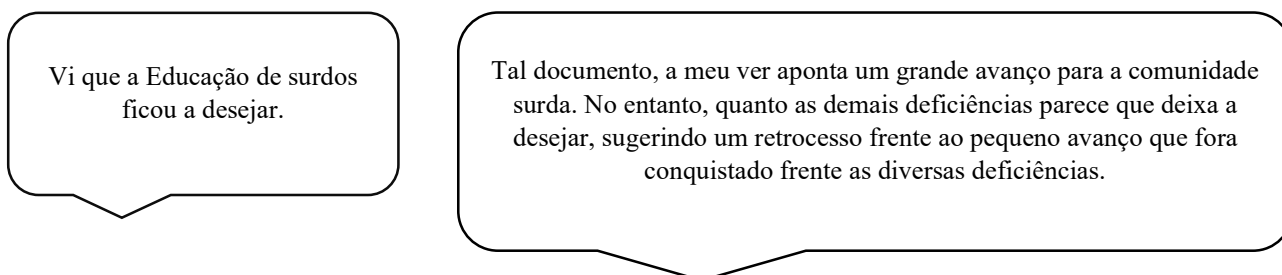 Vi que a Educação de surdos
ficou a desejar.
Tal documento, a meu ver aponta um grande avanço para a comunidade
surda. No entanto, quanto as demais deficiências parece que deixa a
desejar, sugerindo um retrocesso frente ao pequeno avanço que fora
conquistado frente as diversas deficiências.